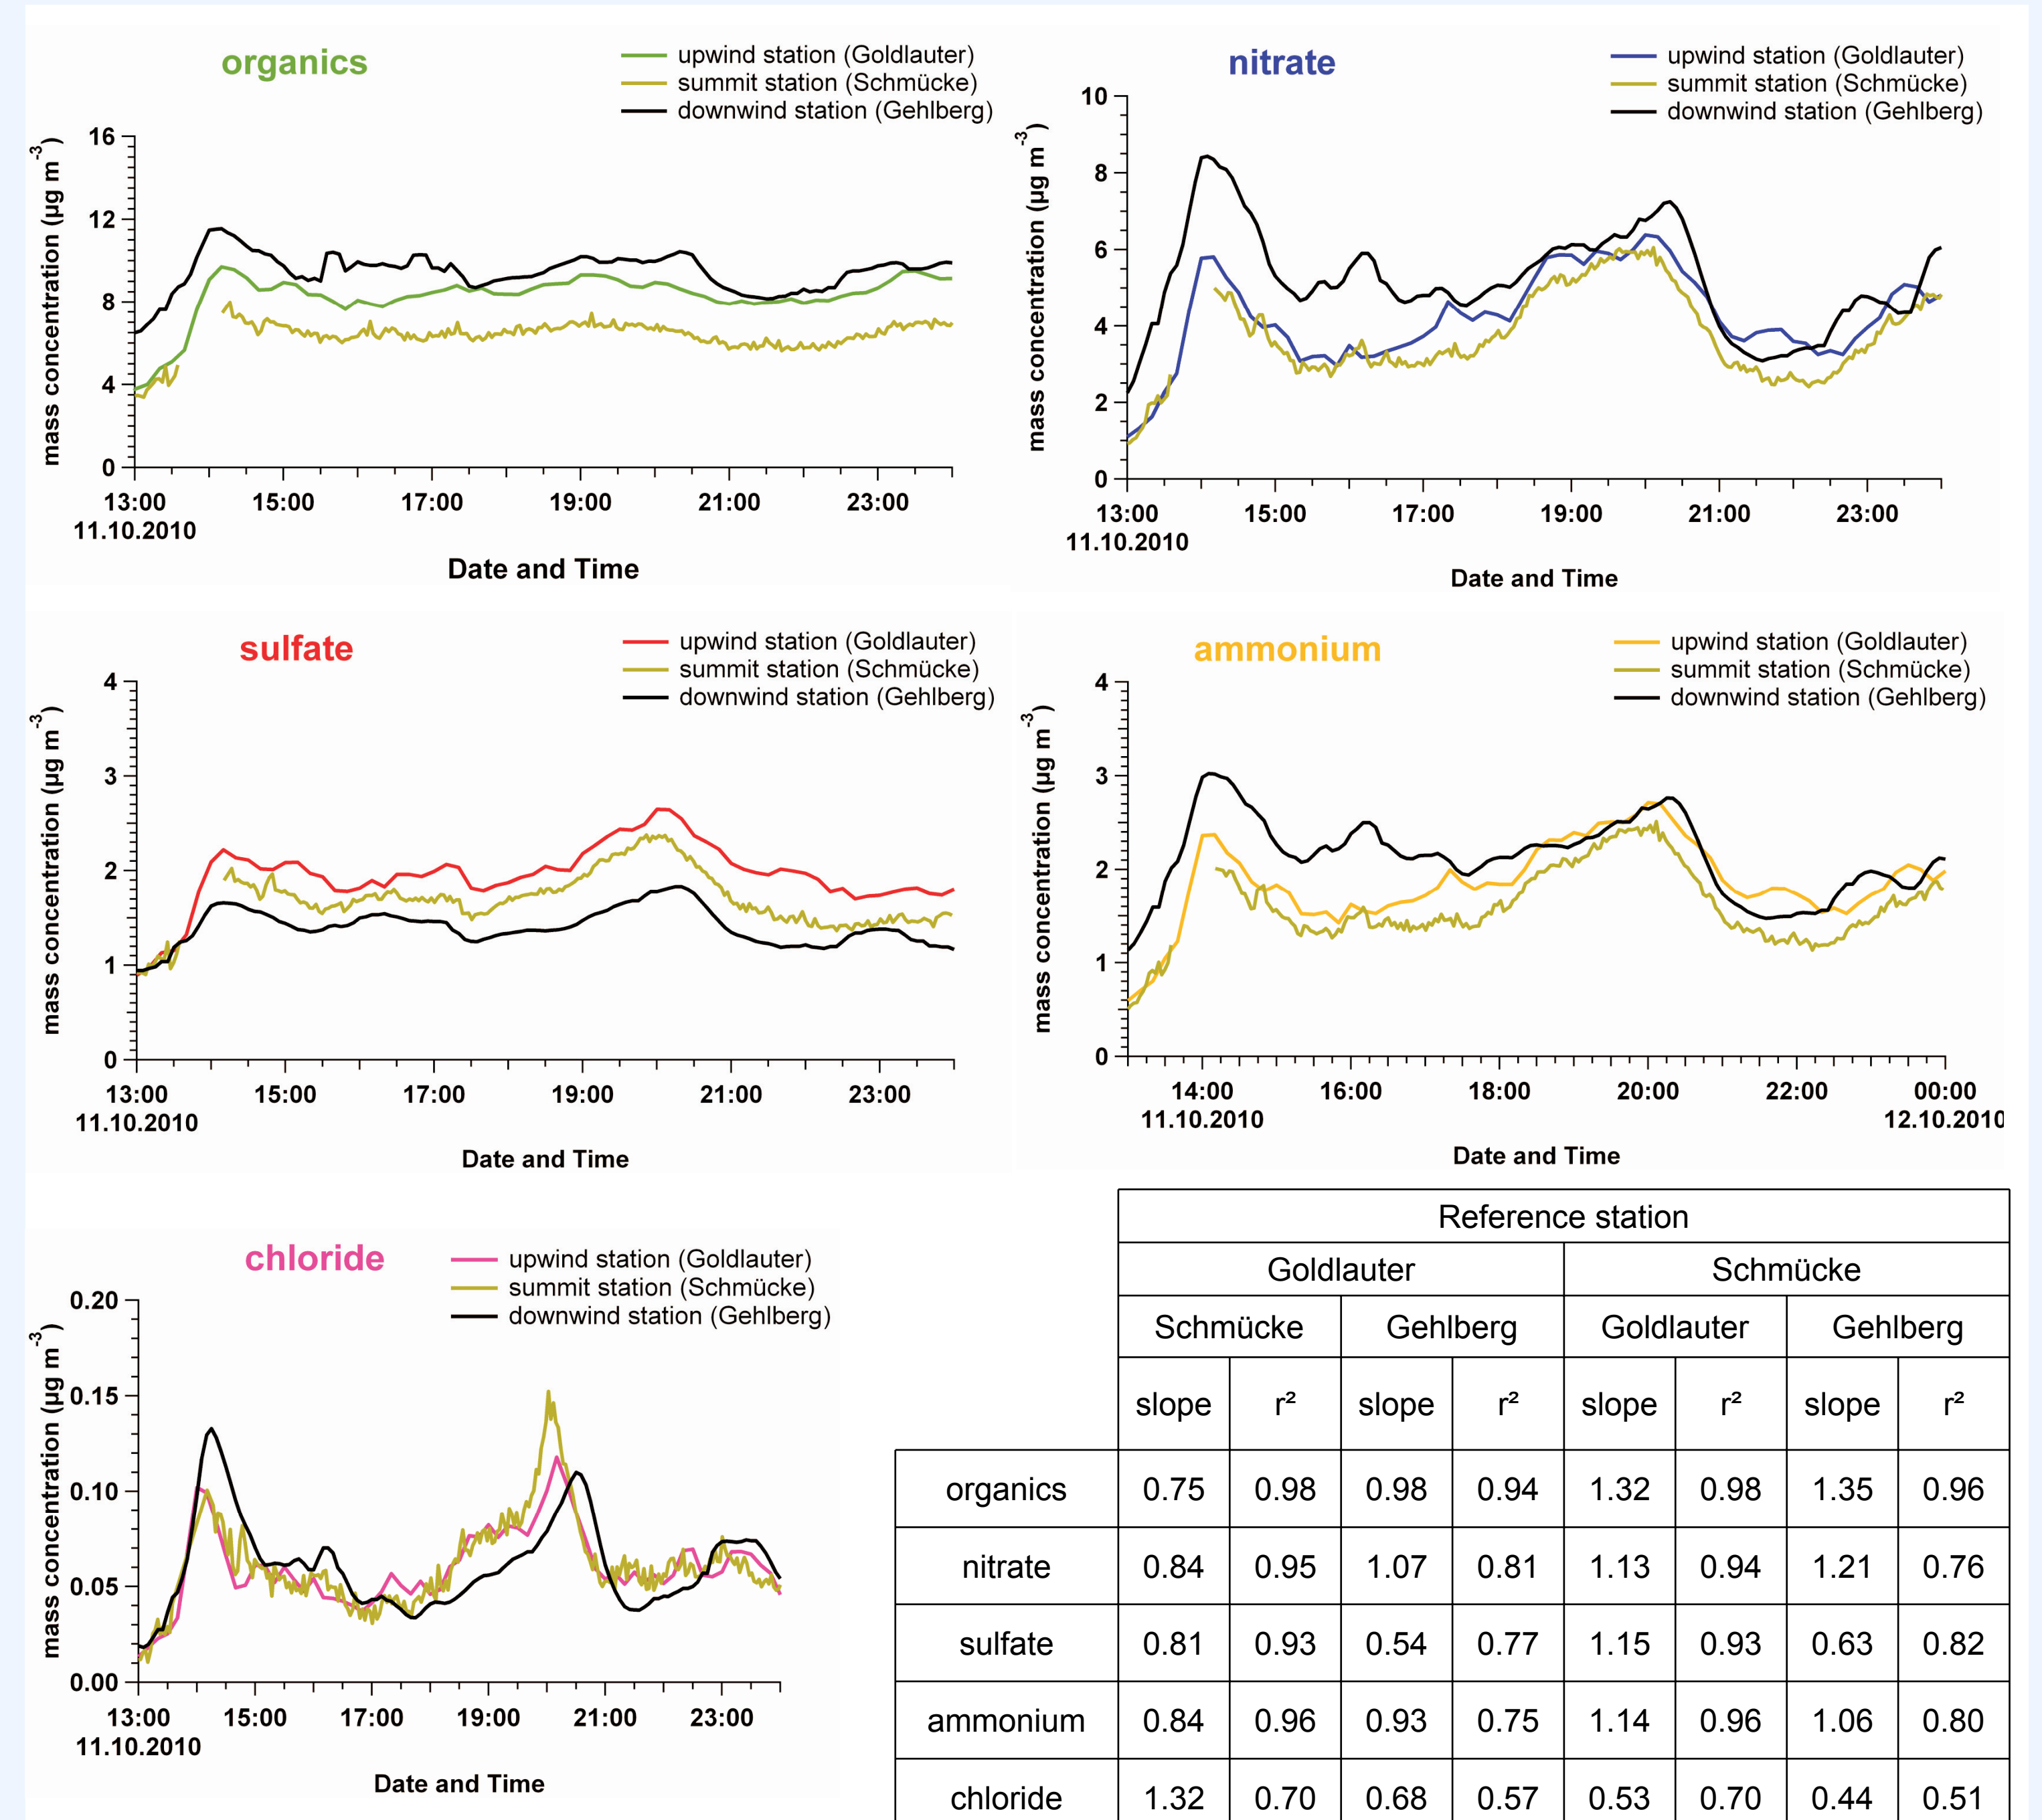 organics
upwind station (Goldlauter)
summit station (Schmücke)
downwind station (Gehlberg)
mass concentration (µg m-3)
16
12
8
4
0
13:00 15:00 17:00 19:00 21:00 23:00
11.10.2010
Date and Time
nitrate
upwind station (Goldlauter)
summit station (Schmücke)
downwind station (Gehlberg)
mass concentration (µg m-3)
10
8
6
4
2
0
13:00 15:00 17:00 19:00 21:00 23:00
11.10.2010
Date and Time
sulfate
upwind station (Goldlauter)
summit station (Schmücke)
downwind station (Gehlberg)
mass concentration (µg m-3)
4
3
2
1
0
13:00 15:00 17:00 19:00 21:00 23:00
11.10.2010
Date and Time
ammonium
upwind station (Goldlauter)
summit station (Schmücke)
downwind station (Gehlberg)
mass concentration (µg m-3)
4
3
2
1
0
14:00 16:00 18:00 20:00 22:00 00:00
11.10.2010 12.10.2010
Date and Time
chloride
upwind station (Goldlauter)
summit station (Schmücke)
downwind station (Gehlberg)
mass concentration (µg m-3)
0.20
0.15
0.10
0.05
0.00
13:00 15:00 17:00 19:00 21:00 23:00
11.10.2010
Date and Time
Reference station
Goldlauter Schmücke
Schmücke Gehlberg Goldlauter Gehlberg
slope r² slope r² slope r² slope r²
organics 0.75 0.98 0.98 0.94 1.32 0.98 1.35 0.96
nitrate 0.84 0.95 1.07 0.81 1.13 0.94 1.21 0.76
sulfate 0.81 0.93 0.54 0.77 1.15 0.93 0.63 0.82
ammonium 0.84 0.96 0.93 0.75 1.14 0.96 1.06 0.80
chloride 1.32 0.70 0.68 0.57 0.53 0.70 0.44 0.51